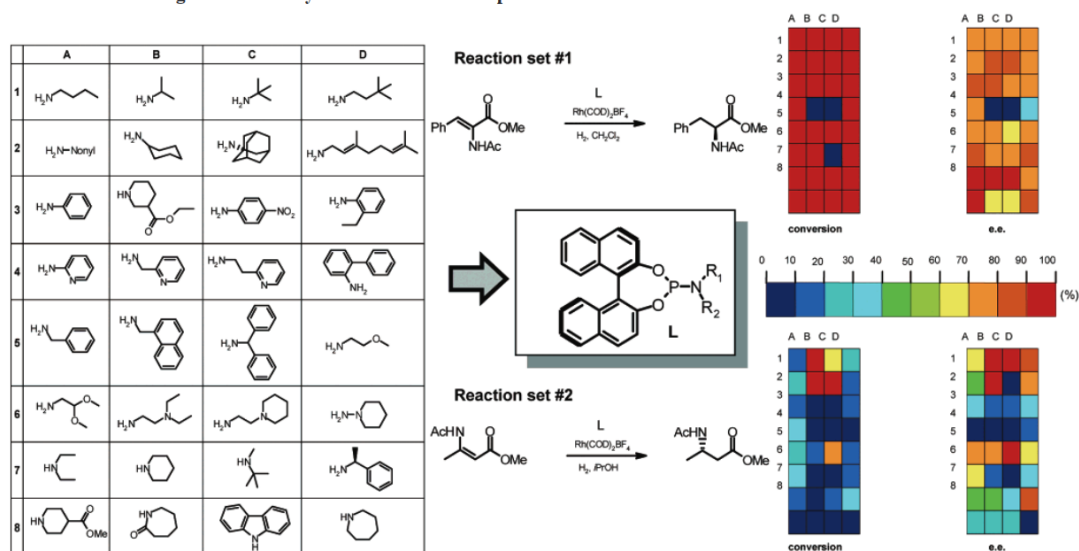 A B C D
1 H₂N H₂N H₂N H₂N
2 H₂N-Nonyl H₂N H₂N H₂N
3 H₂N HN O O H₂N NO₂ H₂N
4 H₂N N H₂N N H₂N N NH₂
5 H₂N H₂N H₂N H₂N O
6 H₂N O O H₂N N H₂N N H₂N-N
7 HN HN HN H₂N
8 HN O OMe HN O N H HN
Reaction set #1
Ph O OMe NHAc
L
Rh(COD)₂BF₄
H₂, CH₂Cl₂
Ph O OMe NHAc
O O P N R₁ R₂
L
Reaction set #2
AcHN O OMe
L
Rh(COD)₂BF₄
H₂, iPrOH
AcHN O OMe
A B C D
1
2
3
4
5
6
7
8
conversion
A B C D
1
2
3
4
5
6
7
8
e.e.
0 10 20 30 40 50 60 70 80 90 100
(%)
A B C D
1
2
3
4
5
6
7
8
conversion
A B C D
1
2
3
4
5
6
7
8
e.e.